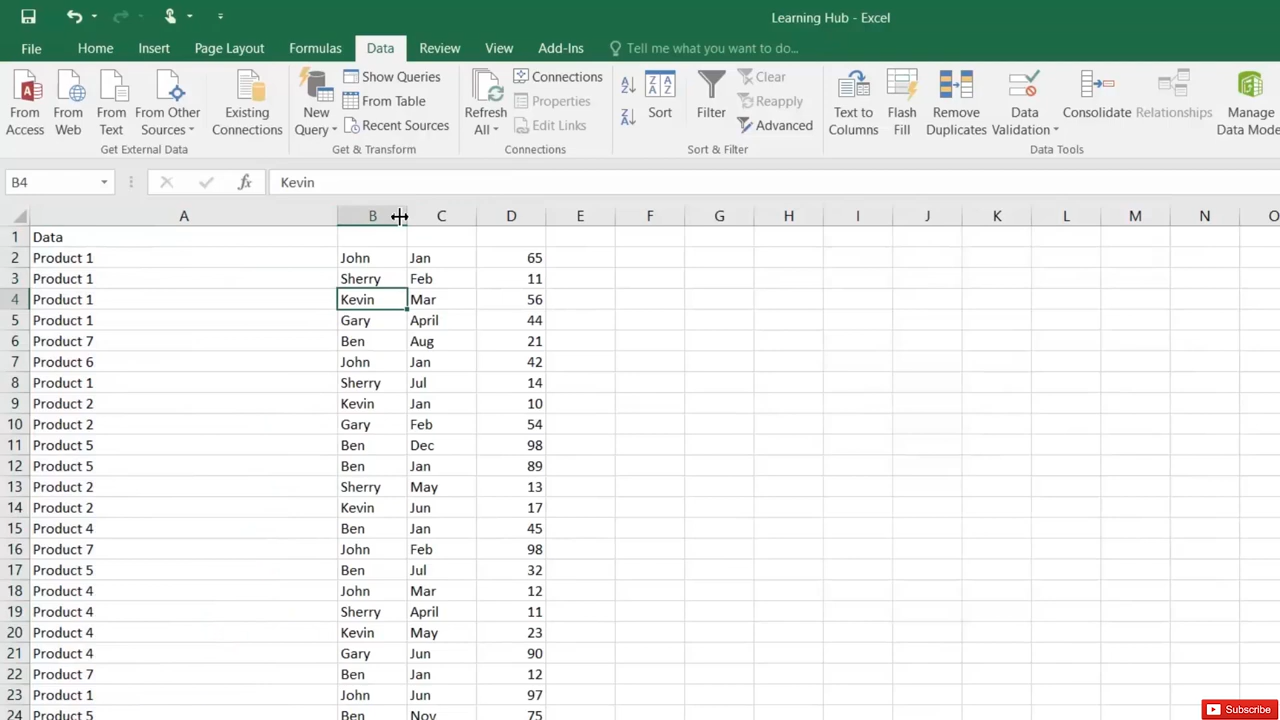 Learning Hub - Excel
File Home Insert Page Layout Formulas Data Review View Add-Ins Tell me what you want to do...
From Access
From Web
From Text
From Other Sources
Existing Connections
Get External Data
New Query
Show Queries
From Table
Recent Sources
Get & Transform
Refresh All
Connections
Properties
Edit Links
Connections
Sort
Filter
Clear
Reapply
Advanced
Sort & Filter
Text to Columns
Flash Fill
Remove Duplicates
Data Validation
Consolidate
Relationships
Manage Data Mode
Data Tools
B4 fx Kevin
A B C D E F G H I J K L M N O
1 Data
2 Product 1 John Jan 65
3 Product 1 Sherry Feb 11
4 Product 1 Kevin Mar 56
5 Product 1 Gary April 44
6 Product 7 Ben Aug 21
7 Product 6 John Jan 42
8 Product 1 Sherry Jul 14
9 Product 2 Kevin Jan 10
10 Product 2 Gary Feb 54
11 Product 5 Ben Dec 98
12 Product 5 Ben Jan 89
13 Product 2 Sherry May 13
14 Product 2 Kevin Jun 17
15 Product 4 Ben Jan 45
16 Product 7 John Feb 98
17 Product 5 Ben Jul 32
18 Product 4 John Mar 12
19 Product 4 Sherry April 11
20 Product 4 Kevin May 23
21 Product 4 Gary Jun 90
22 Product 7 Ben Jan 12
23 Product 1 John Jun 97
24 Product 5 Ben Nov 75
Subscribe